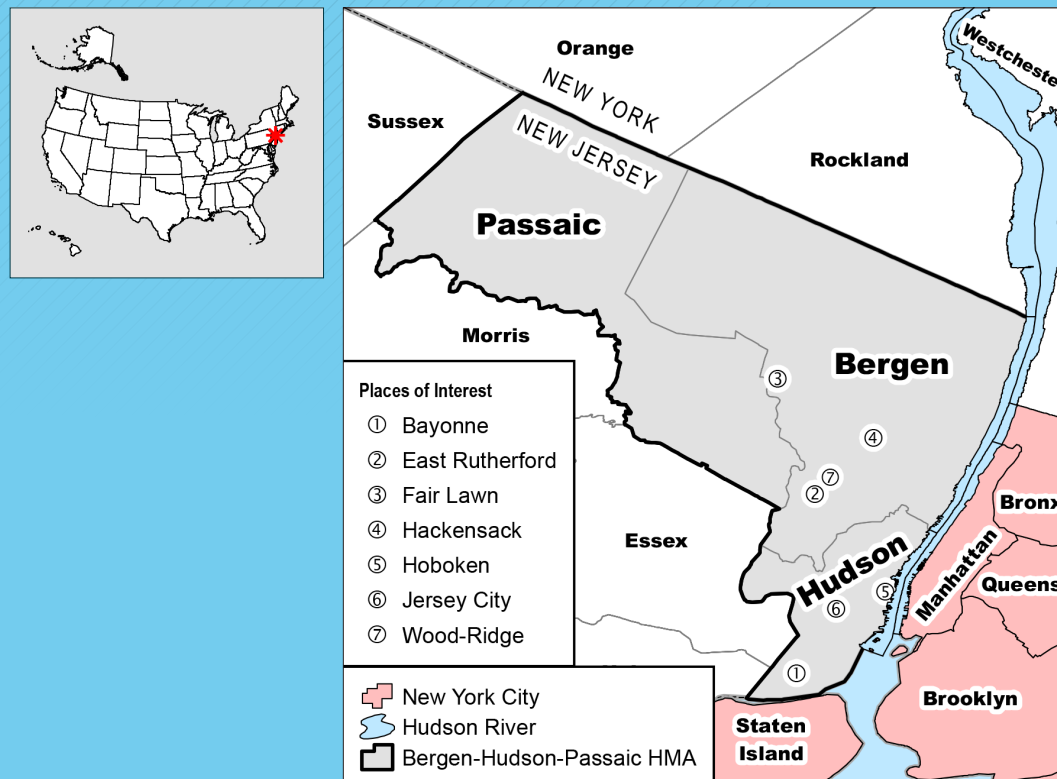 Orange
Westchester
NEW YORK
Sussex
NEW JERSEY
Rockland
Passaic
Morris
Bergen
Places of Interest
① Bayonne
② East Rutherford
③ Fair Lawn
④ Hackensack
⑤ Hoboken
⑥ Jersey City
⑦ Wood-Ridge
③
④
⑦
②
Bronx
Essex
Hudson
Manhattan
Queens
⑤
⑥
①
New York City
Hudson River
Bergen-Hudson-Passaic HMA
Brooklyn
Staten
Island